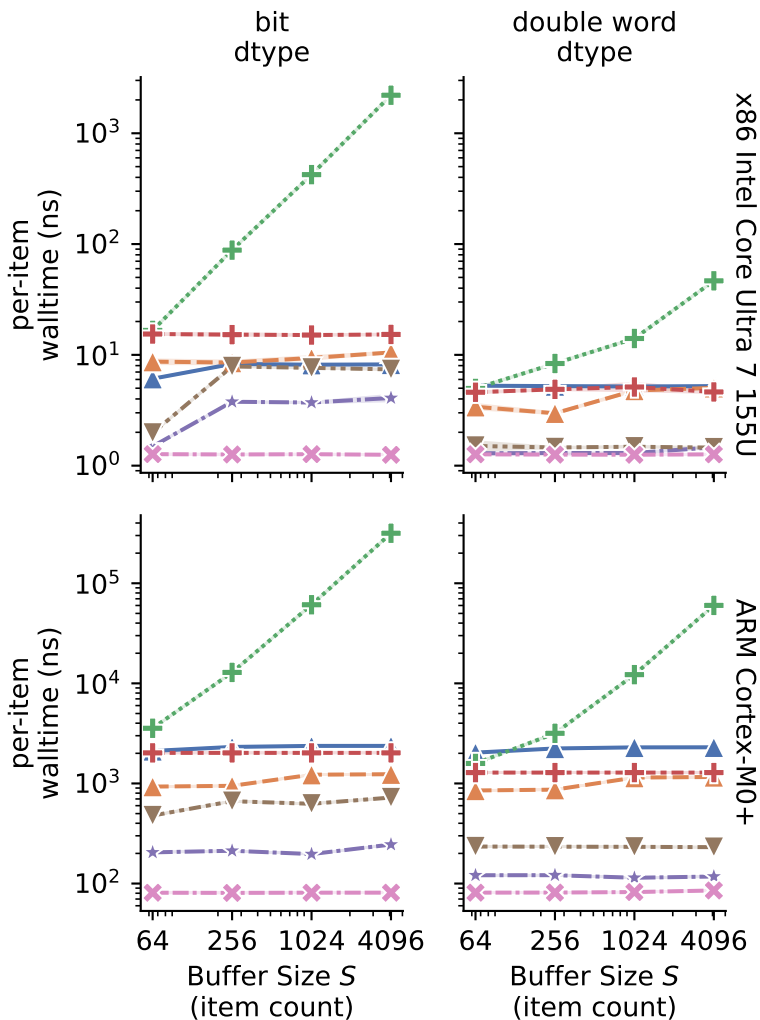 bit
dtype
double word
dtype
per-item
walltime (ns)
10³
10²
10¹
10⁰
x86 Intel Core Ultra 7 155U
per-item
walltime (ns)
10⁵
10⁴
10³
10²
ARM Cortex-M0+
64 256 1024 4096
64 256 1024 4096
Buffer Size S
(item count)
Buffer Size S
(item count)